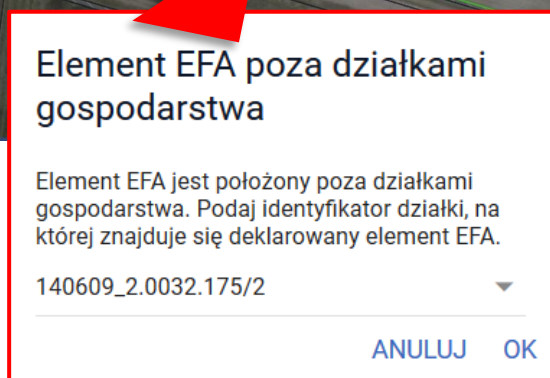 Element EFA poza działkami
gospodarstwa
Element EFA jest położony poza działkami
gospodarstwa. Podaj identyfikator działki, na
której znajduje się deklarowany element EFA.
140609_2.0032.175/2
ANULUJ OK